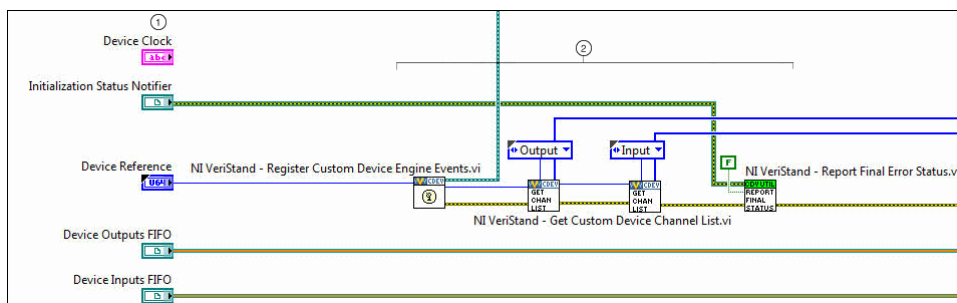 1
Device Clock
abc
2
Initialization Status Notifier
Output
Input
Device Reference
U64
NI VeriStand - Register Custom Device Engine Events.vi
F
NI VeriStand - Report Final Error Status.v
CDEV
CDEV
GET
CHAN
LIST
CDEV
GET
CHAN
LIST
REPORT
FINAL
STATUS
NI VeriStand - Get Custom Device Channel List.vi
Device Outputs FIFO
Device Inputs FIFO